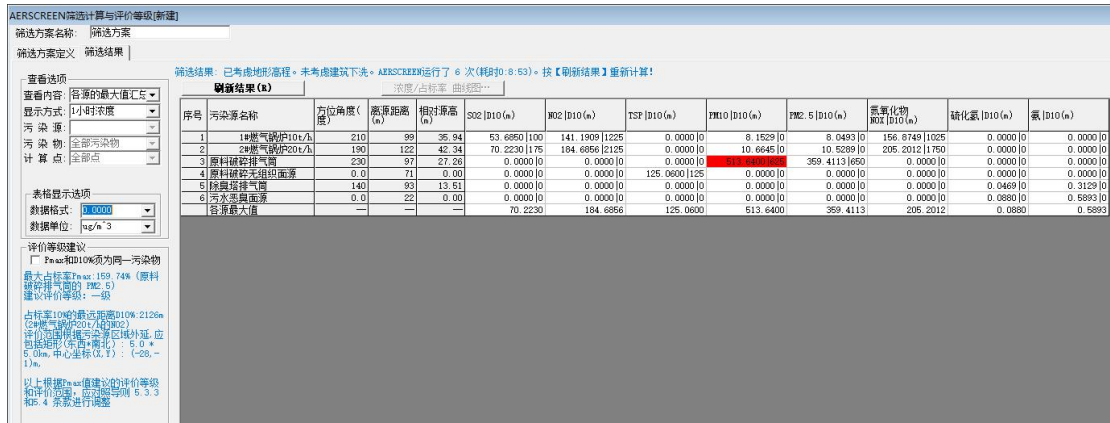 AERSCREEN筛选计算与评价等级[新建]
筛选方案名称: 筛选方案
筛选方案定义 筛选结果
查看选项
查看内容: 各源的最大值汇总
显示方式: 1小时浓度
污 染 源:
污 染 物: 全部污染物
计 算 点: 全部点
表格显示选项
数据格式: 0.0000
数据单位: ug/m^3
评价等级建议
Pmax和D10%须为同一污染物
最大占标率Pmax:159.74% (原料
破碎排气筒的 PM2.5)
建议评价等级: 一级
占标率10%的最远距离D10%:2126m
(2#燃气锅炉20t/h的NO2)
评价范围根据污染源区域外延,应
包括矩形(东西*南北): 5.0 *
5.0km,中心坐标(X,Y): (-28,-
1)m。
以上根据Pmax值建议的评价等级
和评价范围,应对照导则 5.3.3
和5.4 条款进行调整
筛选结果: 已考虑地形高程。未考虑建筑下洗。AERSCREEN运行了 6 次(耗时0:8:53)。按【刷新结果】重新计算!
刷新结果(R) 浓度/占标率 曲线图…
序号 污染源名称 方位角度(度) 离源距离(m) 相对源高(m) SO2|D10(m) NO2|D10(m) TSP|D10(m) PM10|D10(m) PM2.5|D10(m) 氮氧化物NOX|D10(m) 硫化氢|D10(m) 氨|D10(m)
1 1#燃气锅炉10t/h 210 99 35.94 53.6850|100 141.1909|1225 0.0000|0 8.1529|0 8.0493|0 156.8749|1025 0.0000|0 0.0000|0
2 2#燃气锅炉20t/h 190 122 42.34 70.2230|175 184.6856|2125 0.0000|0 10.6645|0 10.5289|0 205.2012|1750 0.0000|0 0.0000|0
3 原料破碎排气筒 230 97 27.26 0.0000|0 0.0000|0 0.0000|0 513.6400|625 359.4113|650 0.0000|0 0.0000|0 0.0000|0
4 原料破碎无组织面源 0.0 71 0.00 0.0000|0 0.0000|0 125.0600|125 0.0000|0 0.0000|0 0.0000|0 0.0000|0 0.0000|0
5 除臭塔排气筒 140 93 13.51 0.0000|0 0.0000|0 0.0000|0 0.0000|0 0.0000|0 0.0000|0 0.0469|0 0.3129|0
6 污水恶臭面源 0.0 22 0.00 0.0000|0 0.0000|0 0.0000|0 0.0000|0 0.0000|0 0.0000|0 0.0880|0 0.5893|0
各源最大值 — — — 70.2230 184.6856 125.0600 513.6400 359.4113 205.2012 0.0880 0.5893